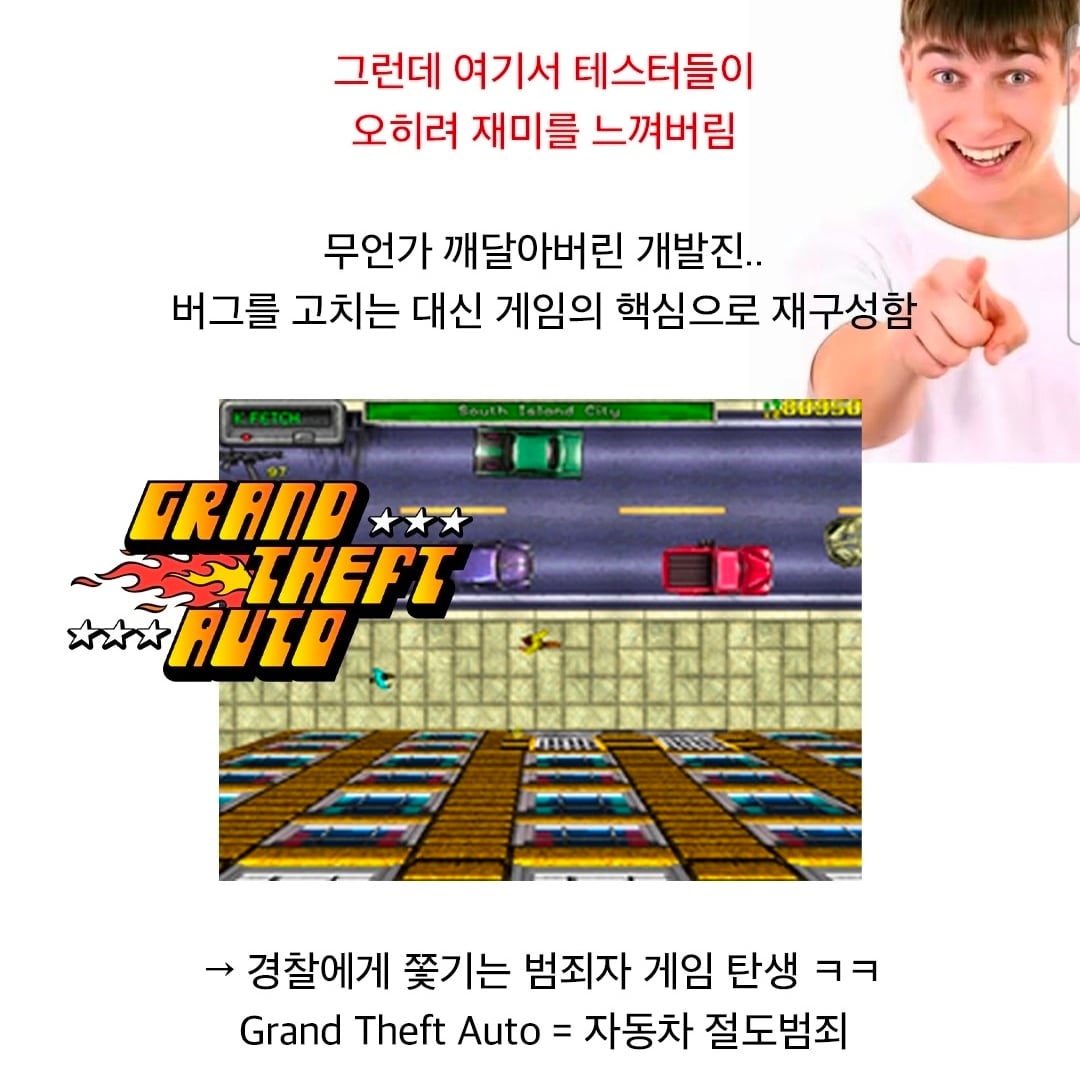 그런데 여기서 테스터들이
오히려 재미를 느껴버림
무언가 깨달아버린 개발진..
버그를 고치는 대신 게임의 핵심으로 재구성함
K.FETCH
South Island City
80950
97
GRAND
THEFT
AUTO
→ 경찰에게 쫓기는 범죄자 게임 탄생 ㅋㅋ
Grand Theft Auto = 자동차 절도범죄